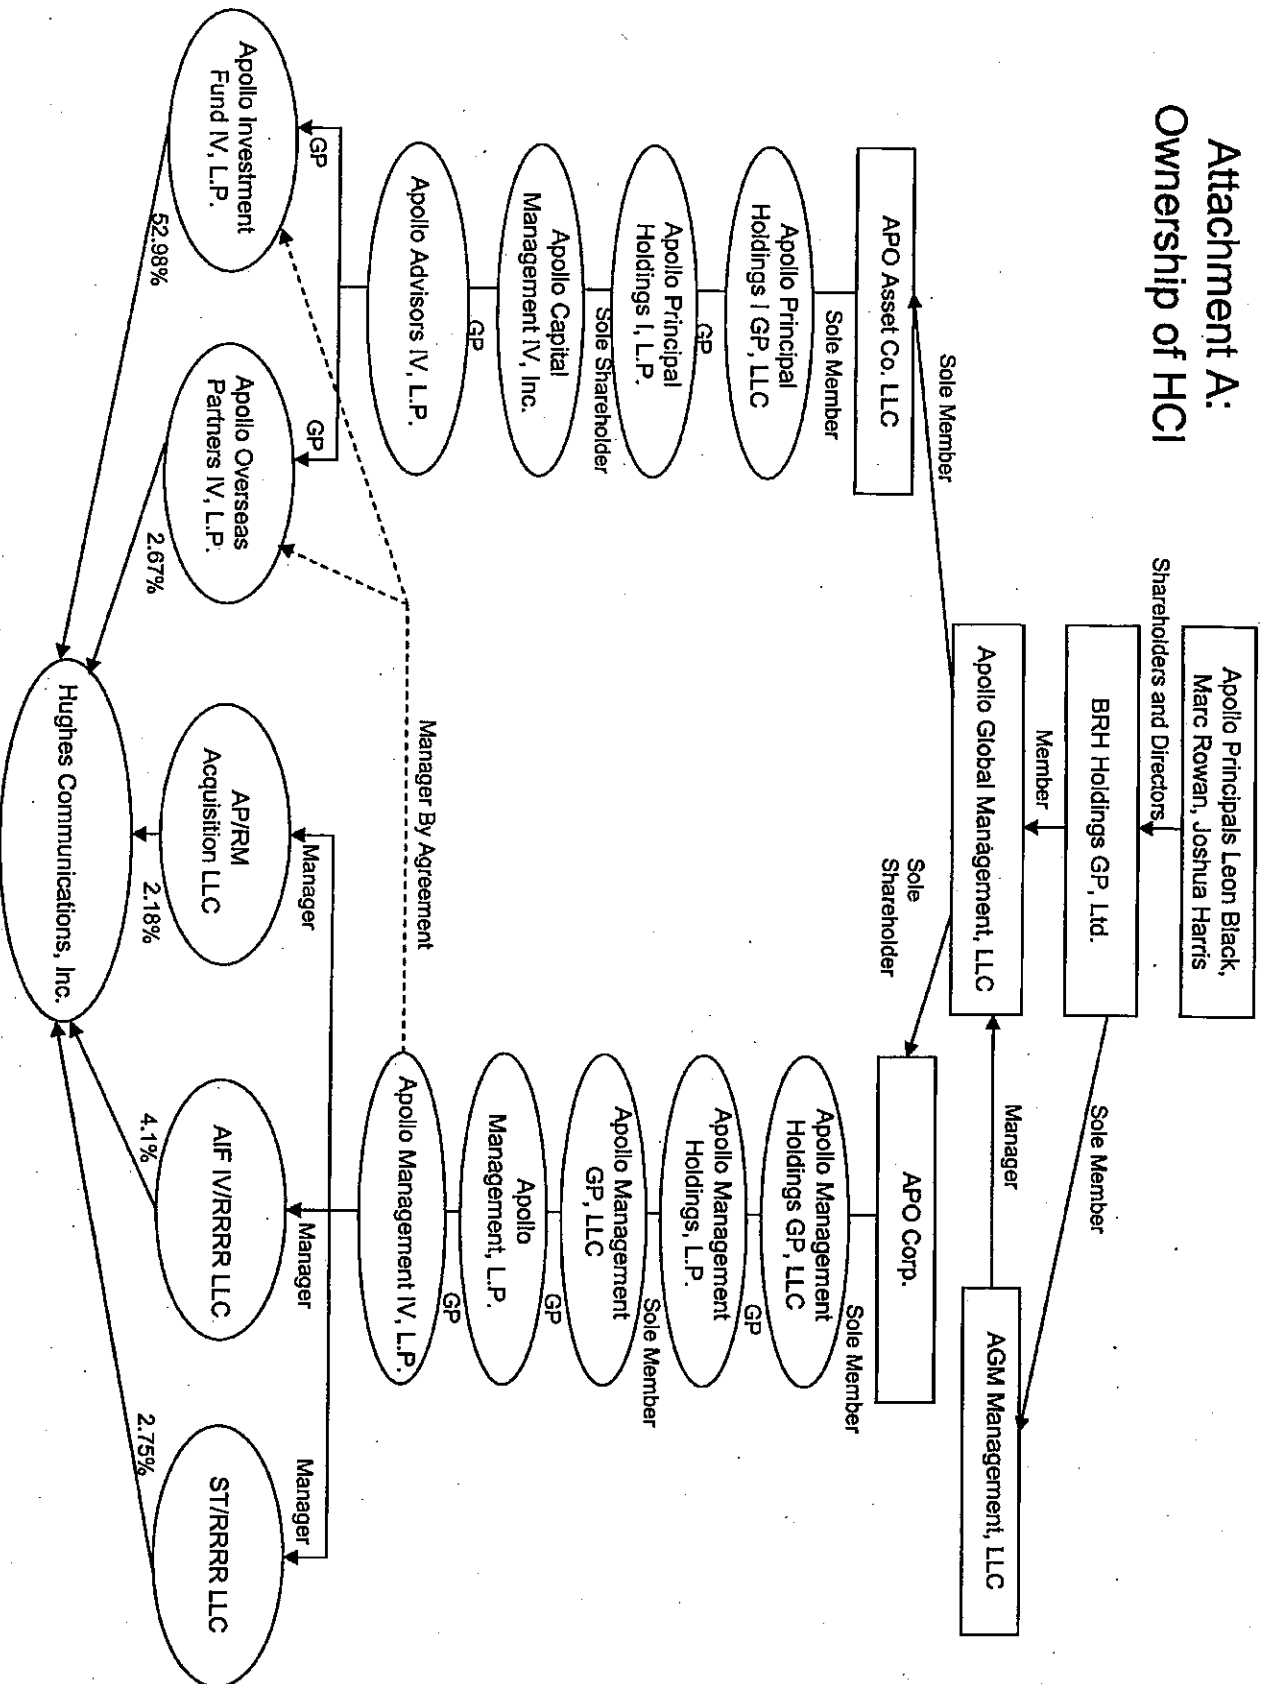 Attachment A:
Ownership of HCI
Apollo Principals Leon Black,
Marc Rowan, Joshua Harris
Shareholders and Directors
BRH Holdings GP, Ltd.
Member
Sole Member
Apollo Global Management, LLC
Manager
AGM Management, LLC
Sole Member
Sole
Shareholder
APO Asset Co. LLC
Sole Member
Apollo Principal
Holdings I GP, LLC
GP
Apollo Principal
Holdings I, L.P.
Sole Shareholder
Apollo Capital
Management IV, Inc.
GP
Apollo Advisors IV, L.P.
GP
GP
APO Corp.
Sole Member
Apollo Management
Holdings GP, LLC
GP
Apollo Management
Holdings, L.P.
Sole Member
Apollo Management
GP, LLC
GP
Apollo
Management, L.P.
GP
Apollo Management IV, L.P.
Manager By Agreement
Manager
Manager
Manager
Apollo Investment
Fund IV, L.P.
Apollo Overseas
Partners IV, L.P.
AP/RM
Acquisition LLC
AIF IV/RRRR LLC
ST/RRRR LLC
52.98%
2.67%
2.18%
4.1%
2.75%
Hughes Communications, Inc.